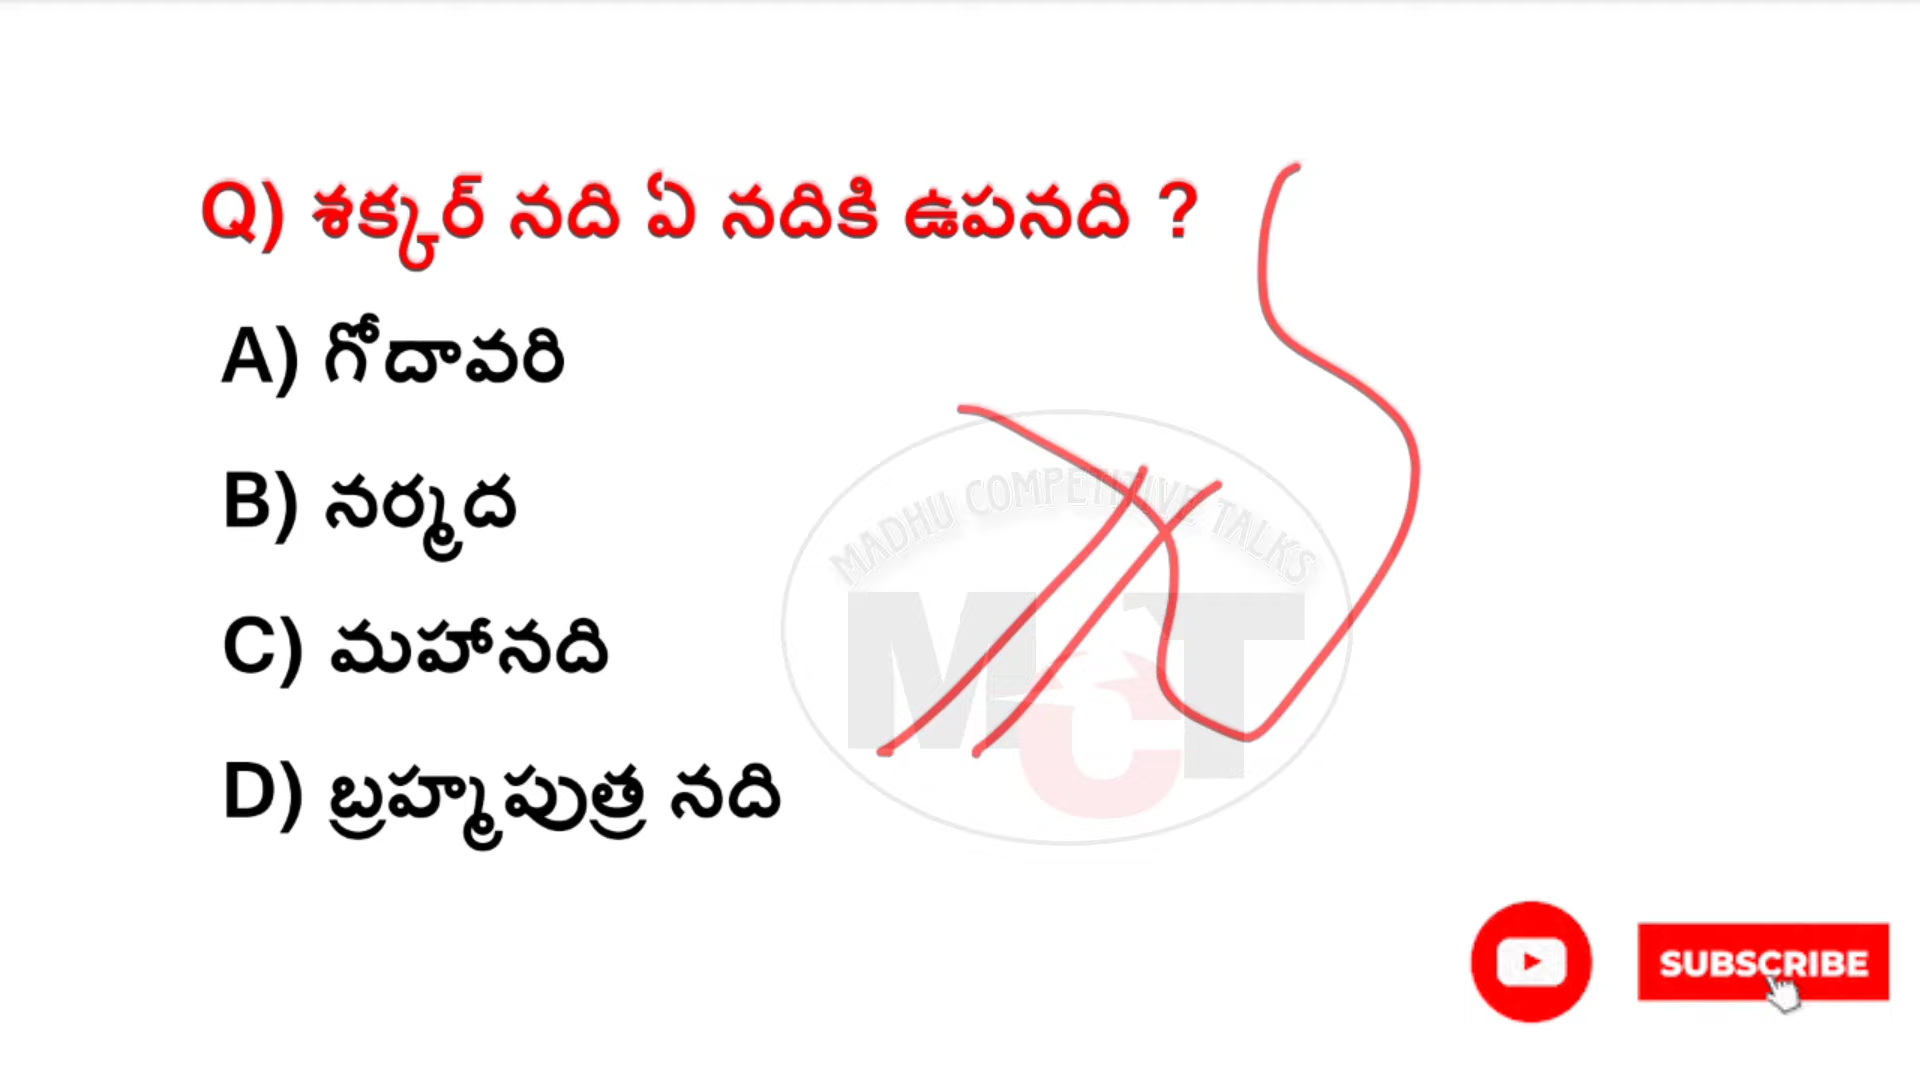 Q) శక్కర్ నది ఏ నదికి ఉపనది ?
A) గోదావరి
B) నర్మద
C) మహానది
D) బ్రహ్మపుత్ర నది
MADHU COMPETITIVE TALKS
MCT
SUBSCRIBE